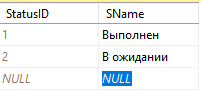 StatusID SName
1 Выполнен
2 В ожидании
NULL NULL